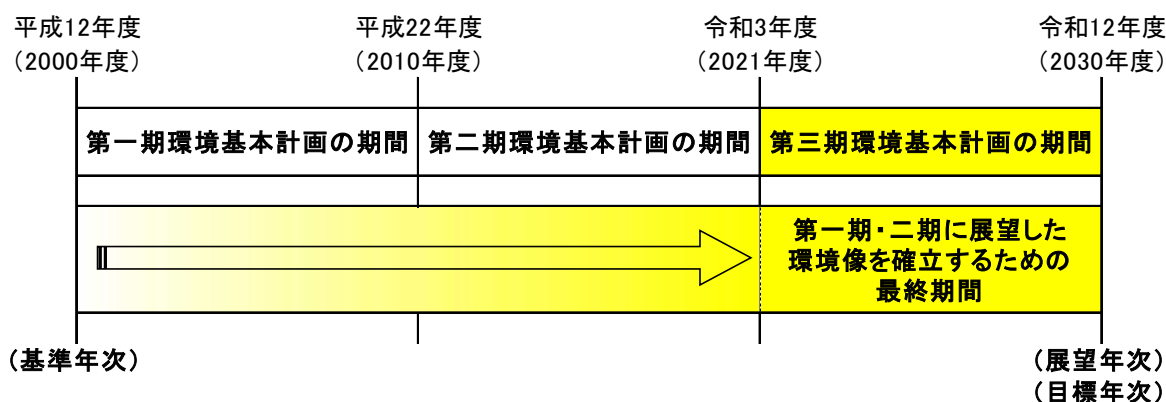 平成12年度
（2000年度）
平成22年度
（2010年度）
令和3年度
（2021年度）
令和12年度
（2030年度）
第一期環境基本計画の期間
第二期環境基本計画の期間
第三期環境基本計画の期間
第一期・二期に展望した
環境像を確立するための
最終期間
（基準年次）
（展望年次）
（目標年次）